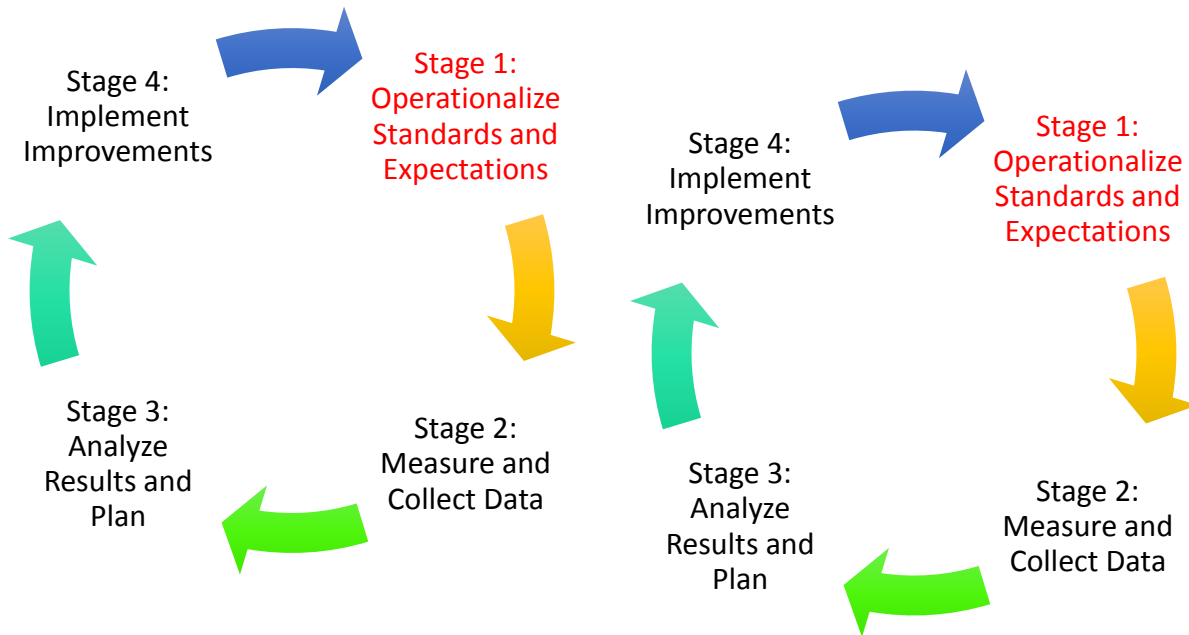 Stage 1:
Operationalize
Standards and
Expectations
Stage 2:
Measure and
Collect Data
Stage 3:
Analyze
Results and
Plan
Stage 4:
Implement
Improvements
Stage 1:
Operationalize
Standards and
Expectations
Stage 2:
Measure and
Collect Data
Stage 3:
Analyze
Results and
Plan
Stage 4:
Implement
Improvements